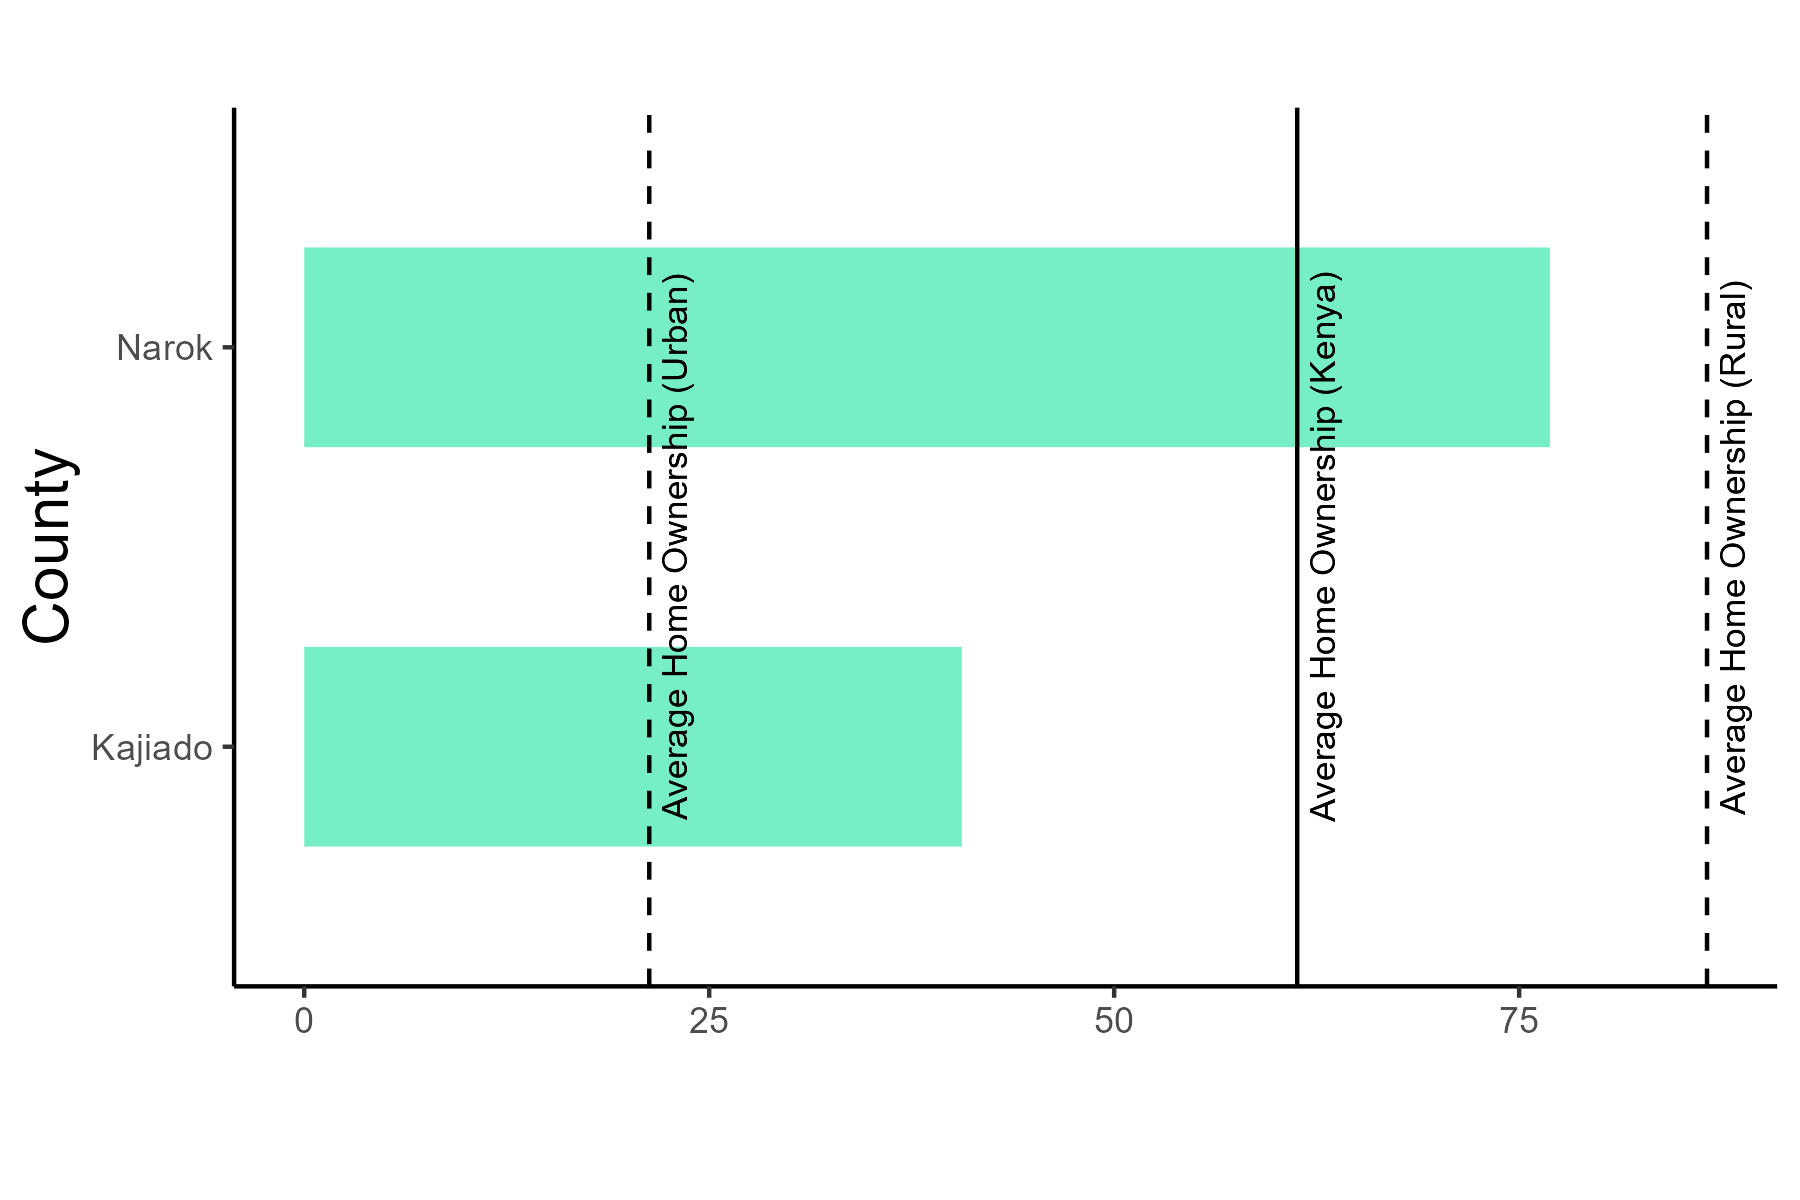 County
Narok
Kajiado
Average Home Ownership (Urban)
Average Home Ownership (Kenya)
Average Home Ownership (Rural)
0
25
50
75